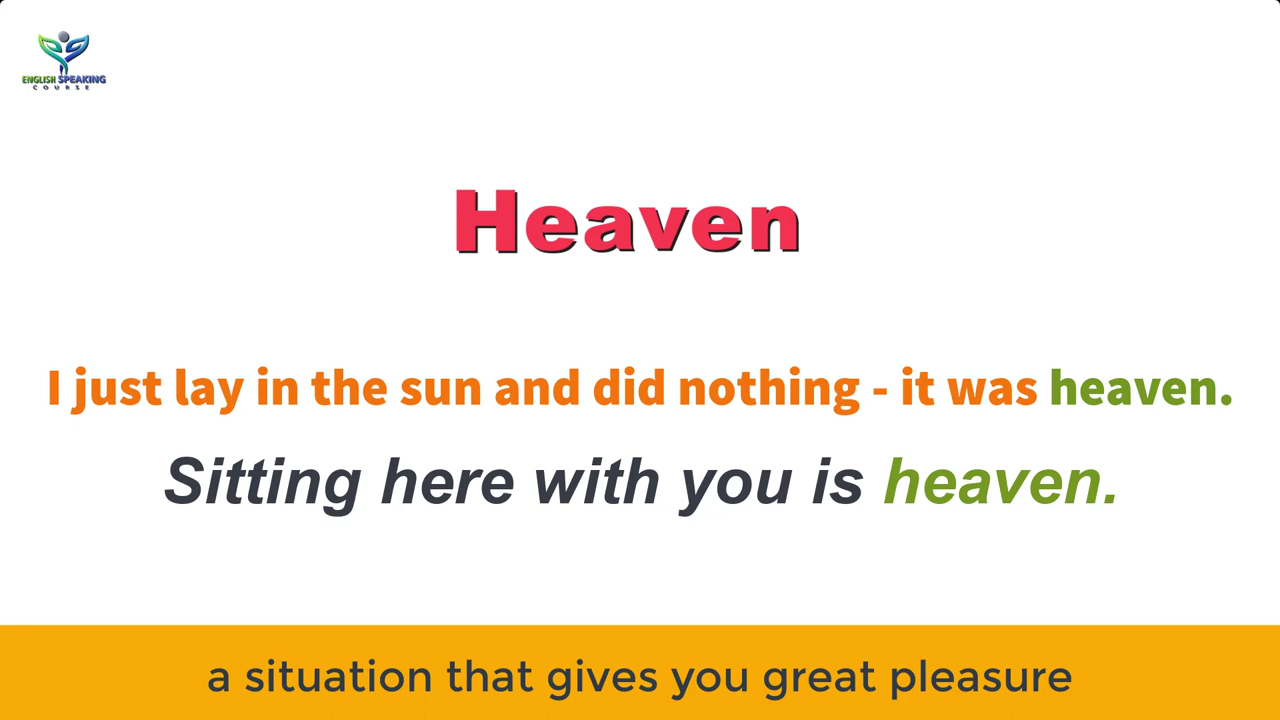 ENGLISH SPEAKING
COURSE
Heaven
I just lay in the sun and did nothing - it was heaven.
Sitting here with you is heaven.
a situation that gives you great pleasure